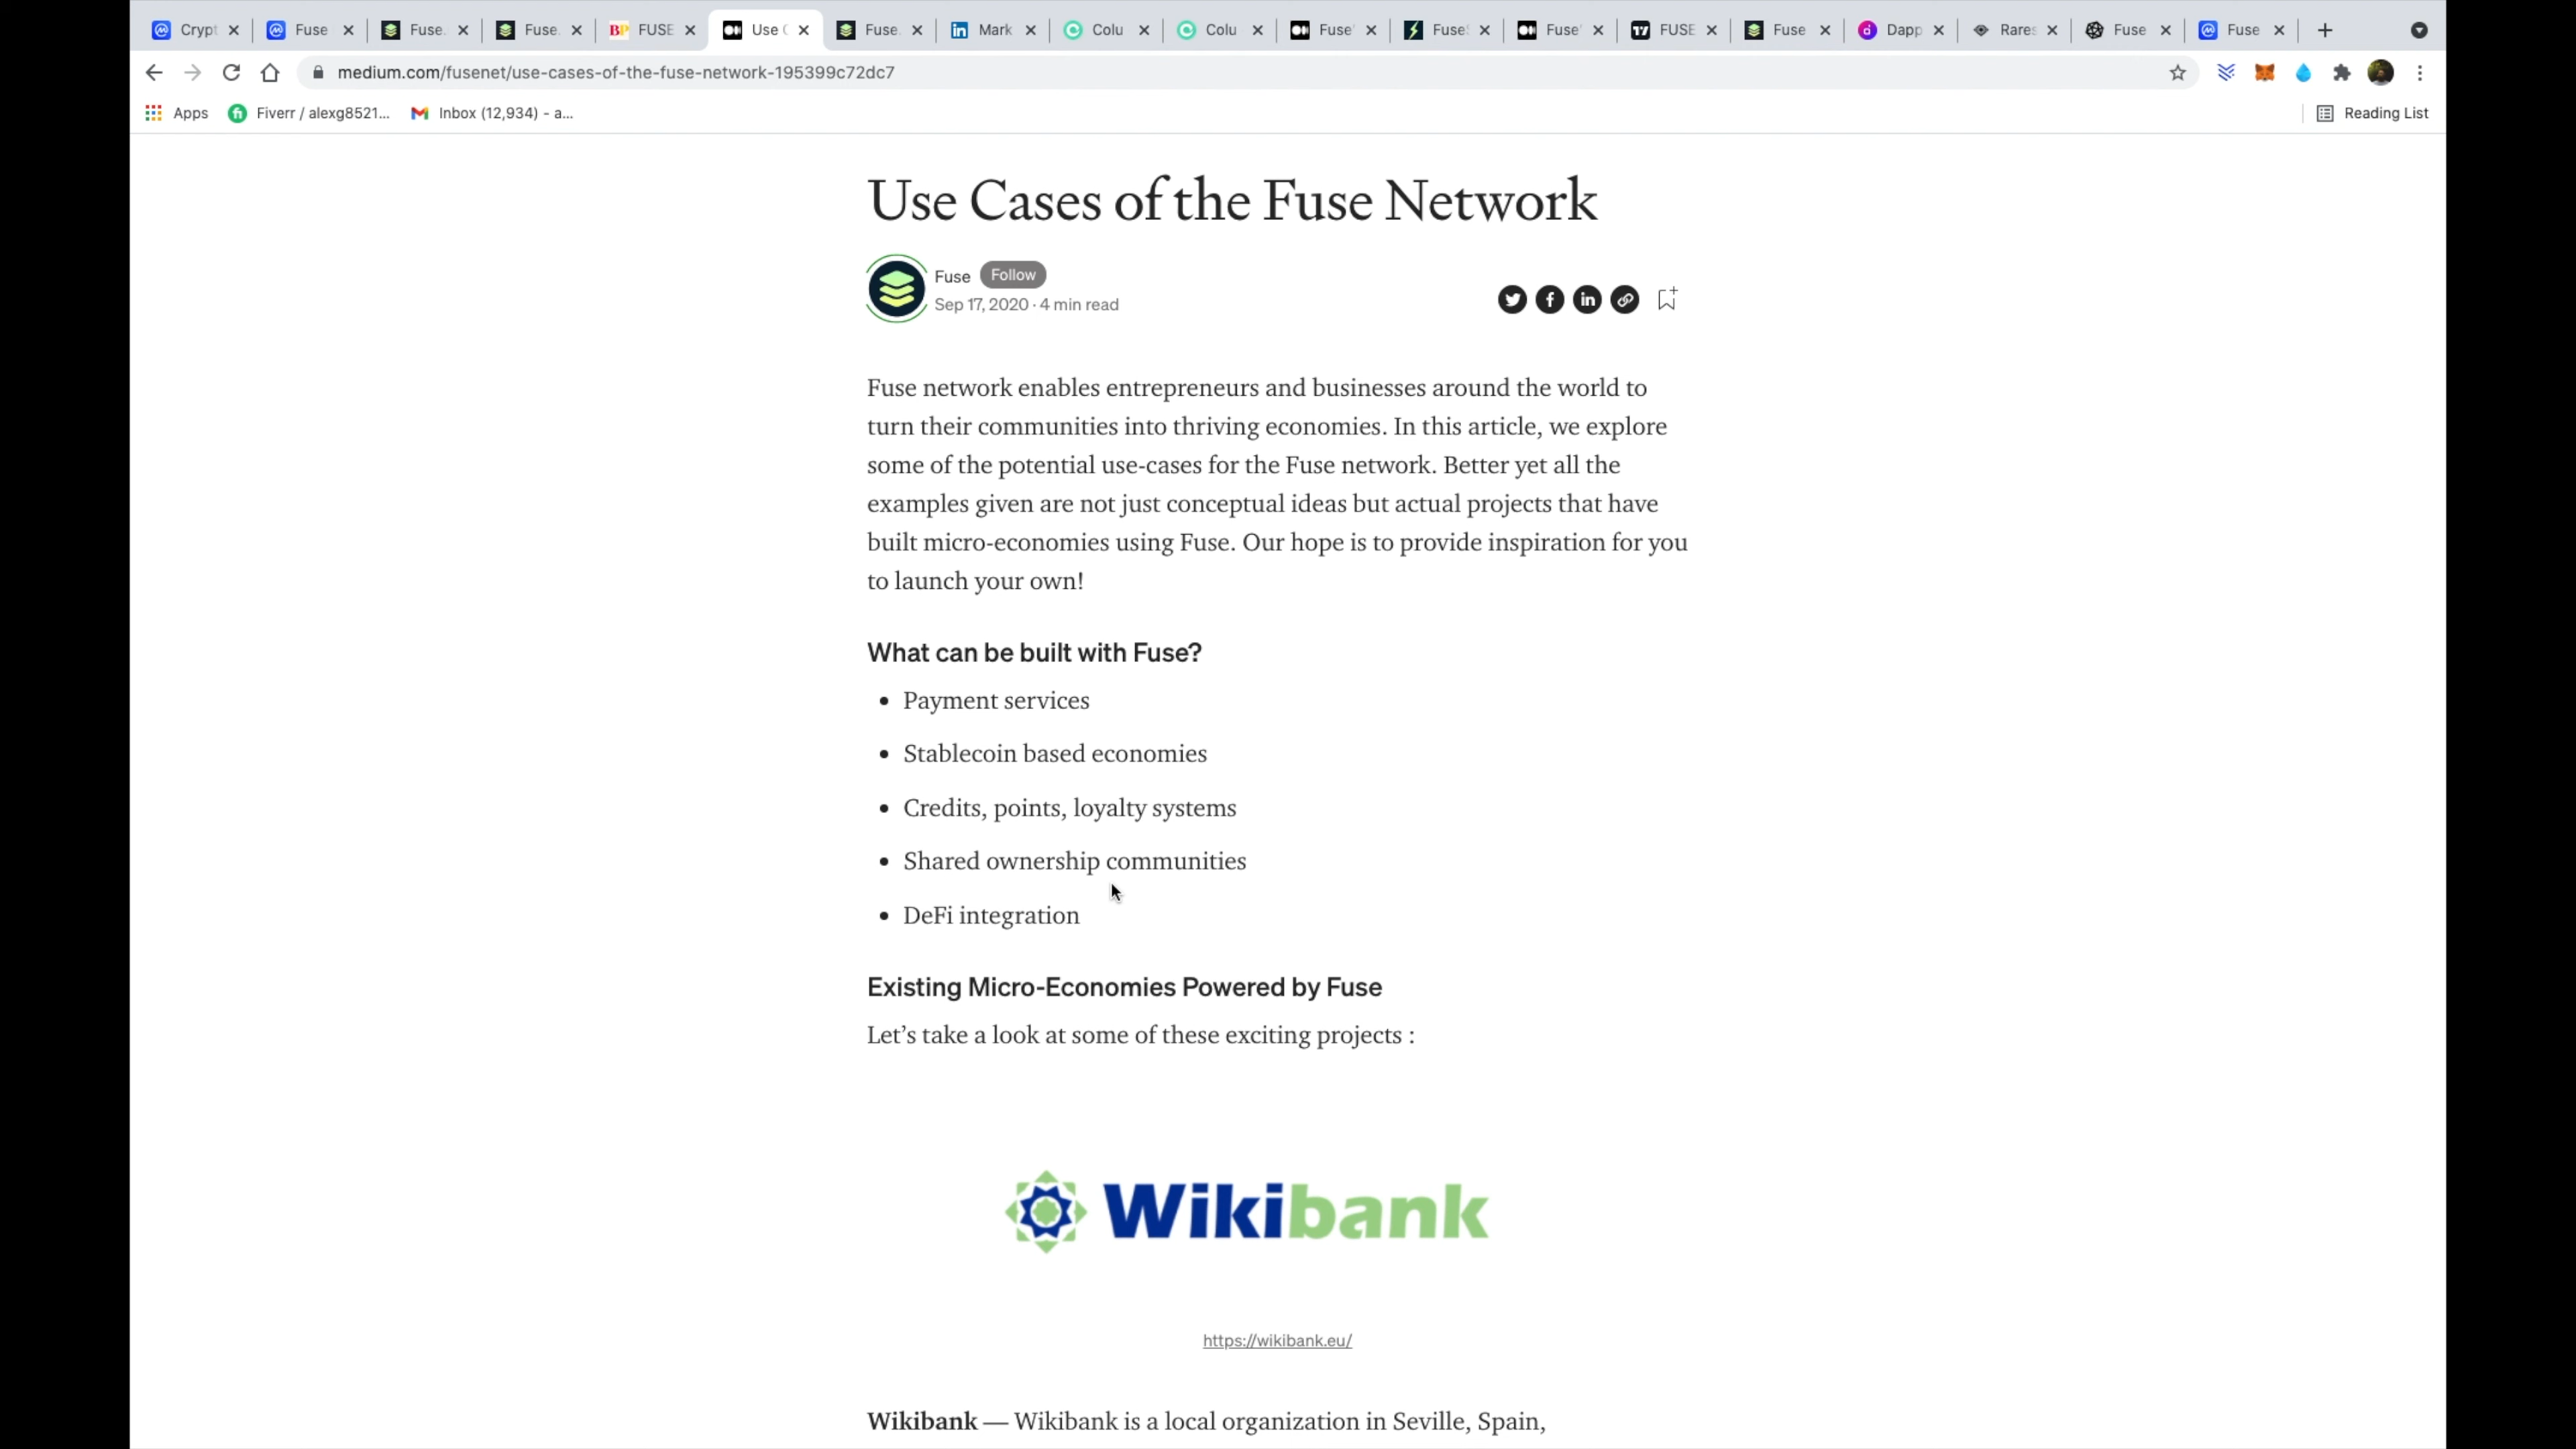 Crypt
Fuse
Fuse.
Fuse.
BP FUSE
Use C
Fuse.
Mark
Colu
Colu
Fuse'
FuseS
Fuse'
FUSE
Fuse
Dapp
Rares
Fuse
Fuse
medium.com/fusenet/use-cases-of-the-fuse-network-195399c72dc7
Apps
Fiverr / alexg8521...
Inbox (12,934) - a...
Reading List
Use Cases of the Fuse Network
Fuse Follow
Sep 17, 2020 · 4 min read
Fuse network enables entrepreneurs and businesses around the world to
turn their communities into thriving economies. In this article, we explore
some of the potential use-cases for the Fuse network. Better yet all the
examples given are not just conceptual ideas but actual projects that have
built micro-economies using Fuse. Our hope is to provide inspiration for you
to launch your own!
What can be built with Fuse?
• Payment services
• Stablecoin based economies
• Credits, points, loyalty systems
• Shared ownership communities
• DeFi integration
Existing Micro-Economies Powered by Fuse
Let’s take a look at some of these exciting projects :
Wikibank
https://wikibank.eu/
Wikibank — Wikibank is a local organization in Seville, Spain,